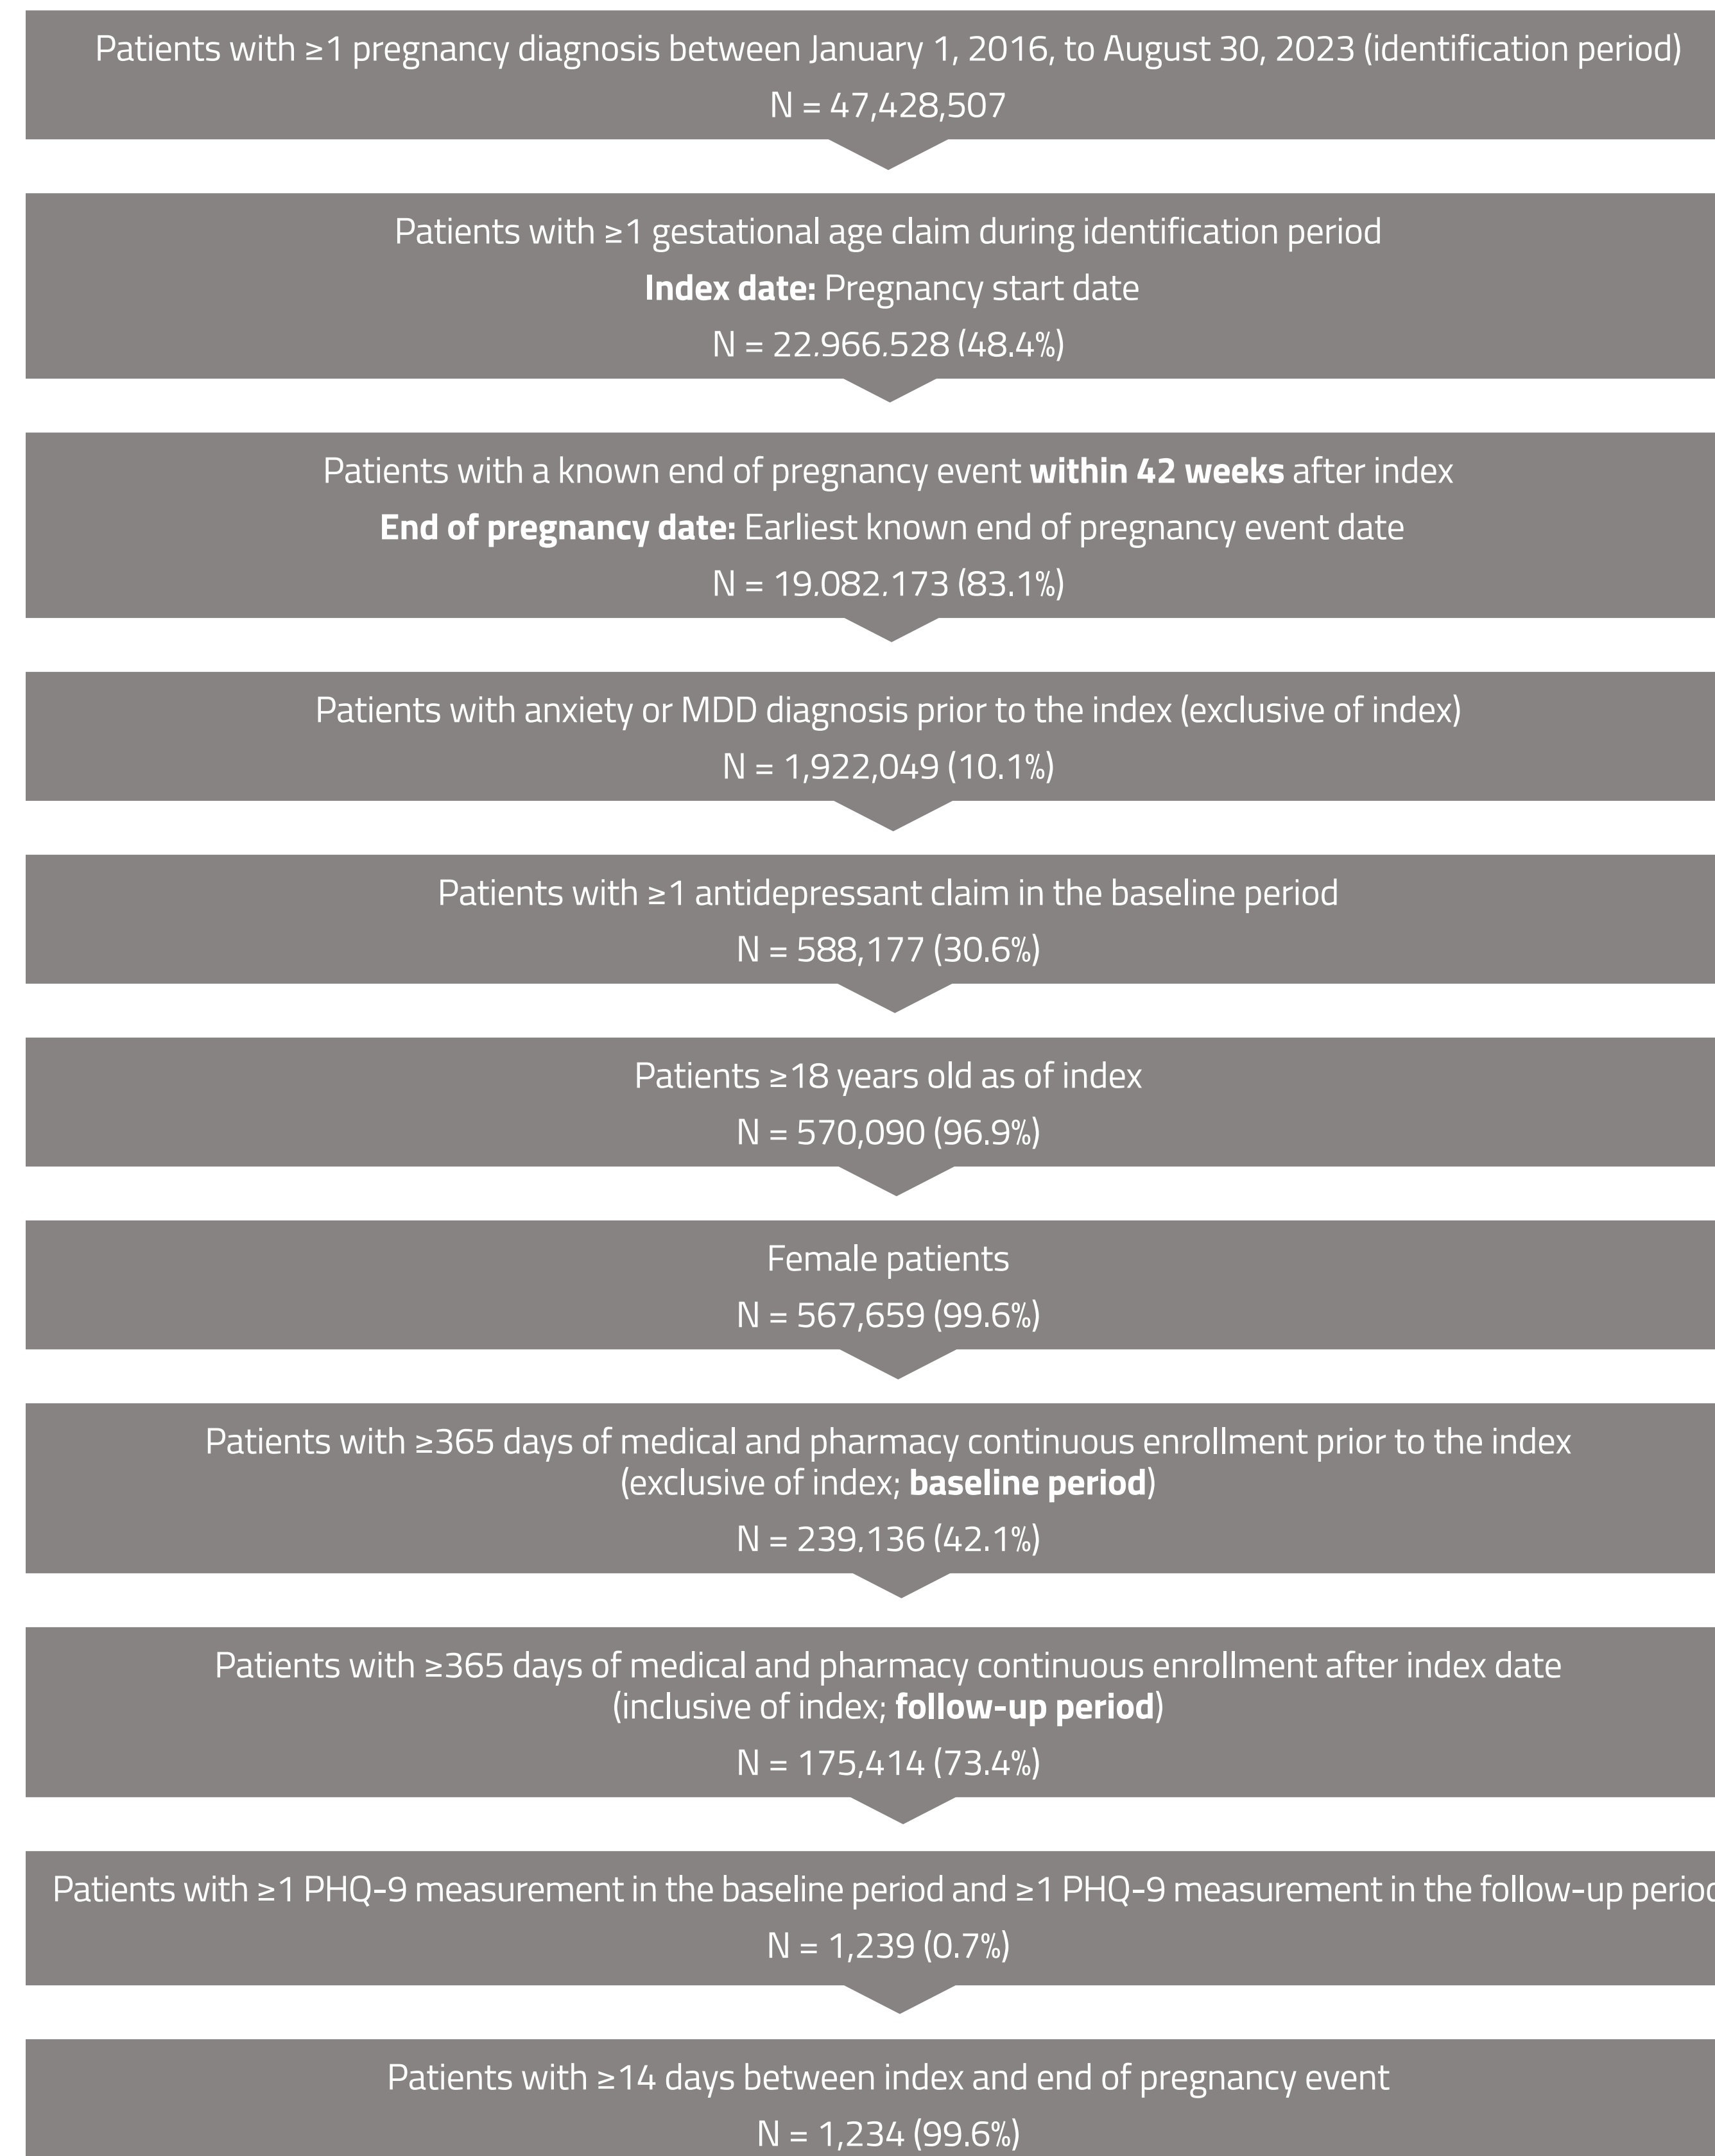 Patients with ≥1 pregnancy diagnosis between January 1, 2016, to August 30, 2023 (identification period)
N = 47,428,507
Patients with ≥1 gestational age claim during identification period
Index date: Pregnancy start date
N = 22,966,528 (48.4%)
Patients with a known end of pregnancy event within 42 weeks after index
End of pregnancy date: Earliest known end of pregnancy event date
N = 19,082,173 (83.1%)
Patients with anxiety or MDD diagnosis prior to the index (exclusive of index)
N = 1,922,049 (10.1%)
Patients with ≥1 antidepressant claim in the baseline period
N = 588,177 (30.6%)
Patients ≥18 years old as of index
N = 570,090 (96.9%)
Female patients
N = 567,659 (99.6%)
Patients with ≥365 days of medical and pharmacy continuous enrollment prior to the index
(exclusive of index; baseline period)
N = 239,136 (42.1%)
Patients with ≥365 days of medical and pharmacy continuous enrollment after index date
(inclusive of index; follow-up period)
N = 175,414 (73.4%)
Patients with ≥1 PHQ-9 measurement in the baseline period and ≥1 PHQ-9 measurement in the follow-up period
N = 1,239 (0.7%)
Patients with ≥14 days between index and end of pregnancy event
N = 1,234 (99.6%)